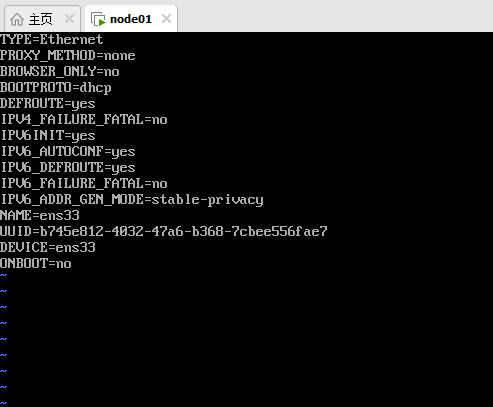 主页
node01
TYPE=Ethernet
PROXY_METHOD=none
BROWSER_ONLY=no
BOOTPROTO=dhcp
DEFROUTE=yes
IPV4_FAILURE_FATAL=no
IPV6INIT=yes
IPV6_AUTOCONF=yes
IPV6_DEFROUTE=yes
IPV6_FAILURE_FATAL=no
IPV6_ADDR_GEN_MODE=stable-privacy
NAME=ens33
UUID=b745e812-4032-47a6-b368-7cbee556fae7
DEVICE=ens33
ONBOOT=no
~
~
~
~
~
~
~
~
~